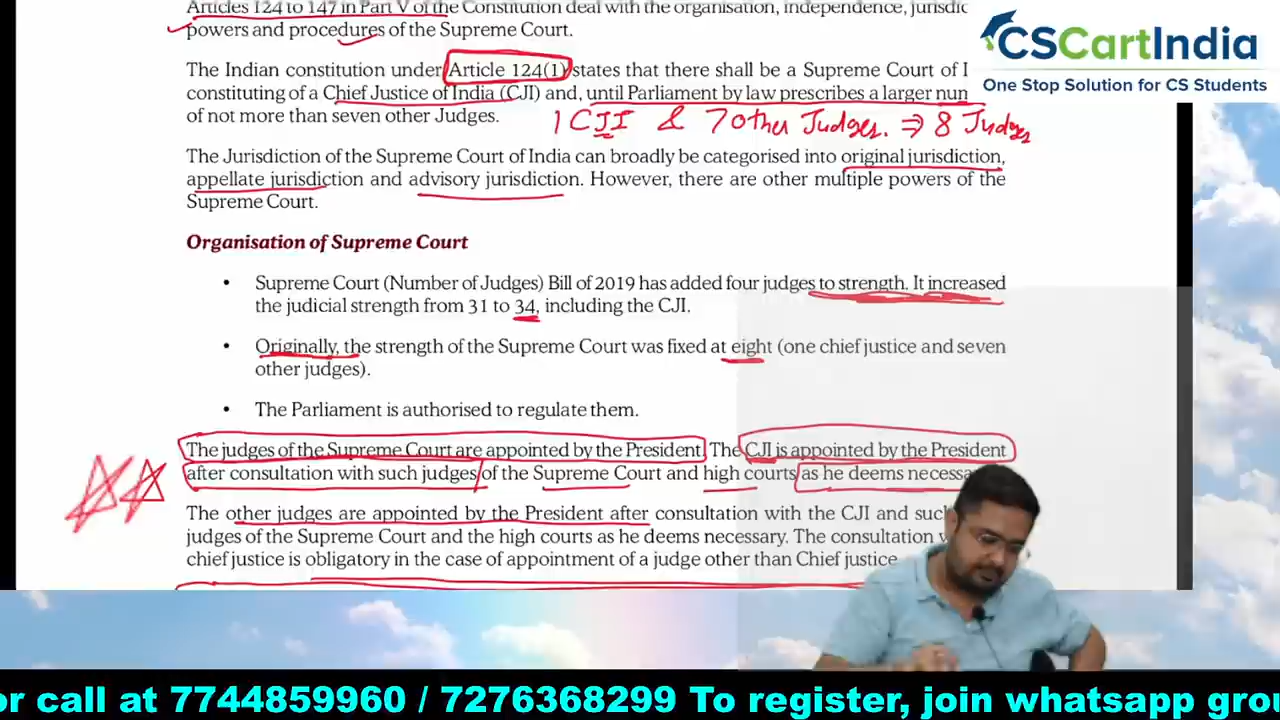 Articles 124 to 147 in Part V of the Constitution deal with the organisation, independence, jurisdic
powers and procedures of the Supreme Court.
CSCartIndia
One Stop Solution for CS Students
The Indian constitution under Article 124(1) states that there shall be a Supreme Court of I
constituting of a Chief Justice of India (CJI) and, until Parliament by law prescribes a larger nun
of not more than seven other Judges.
1 CJI & 7 other Judges. ⇒ 8 Judges
The Jurisdiction of the Supreme Court of India can broadly be categorised into original jurisdiction,
appellate jurisdiction and advisory jurisdiction. However, there are other multiple powers of the
Supreme Court.
Organisation of Supreme Court
• Supreme Court (Number of Judges) Bill of 2019 has added four judges to strength. It increased
the judicial strength from 31 to 34, including the CJI.
• Originally, the strength of the Supreme Court was fixed at eight (one chief justice and seven
other judges).
• The Parliament is authorised to regulate them.
The judges of the Supreme Court are appointed by the President. The CJI is appointed by the President
after consultation with such judges of the Supreme Court and high courts as he deems necessa
The other judges are appointed by the President after consultation with the CJI and suc
judges of the Supreme Court and the high courts as he deems necessary. The consultation
chief justice is obligatory in the case of appointment of a judge other than Chief justice
or call at 7744859960 / 7276368299 To register, join whatsapp grou